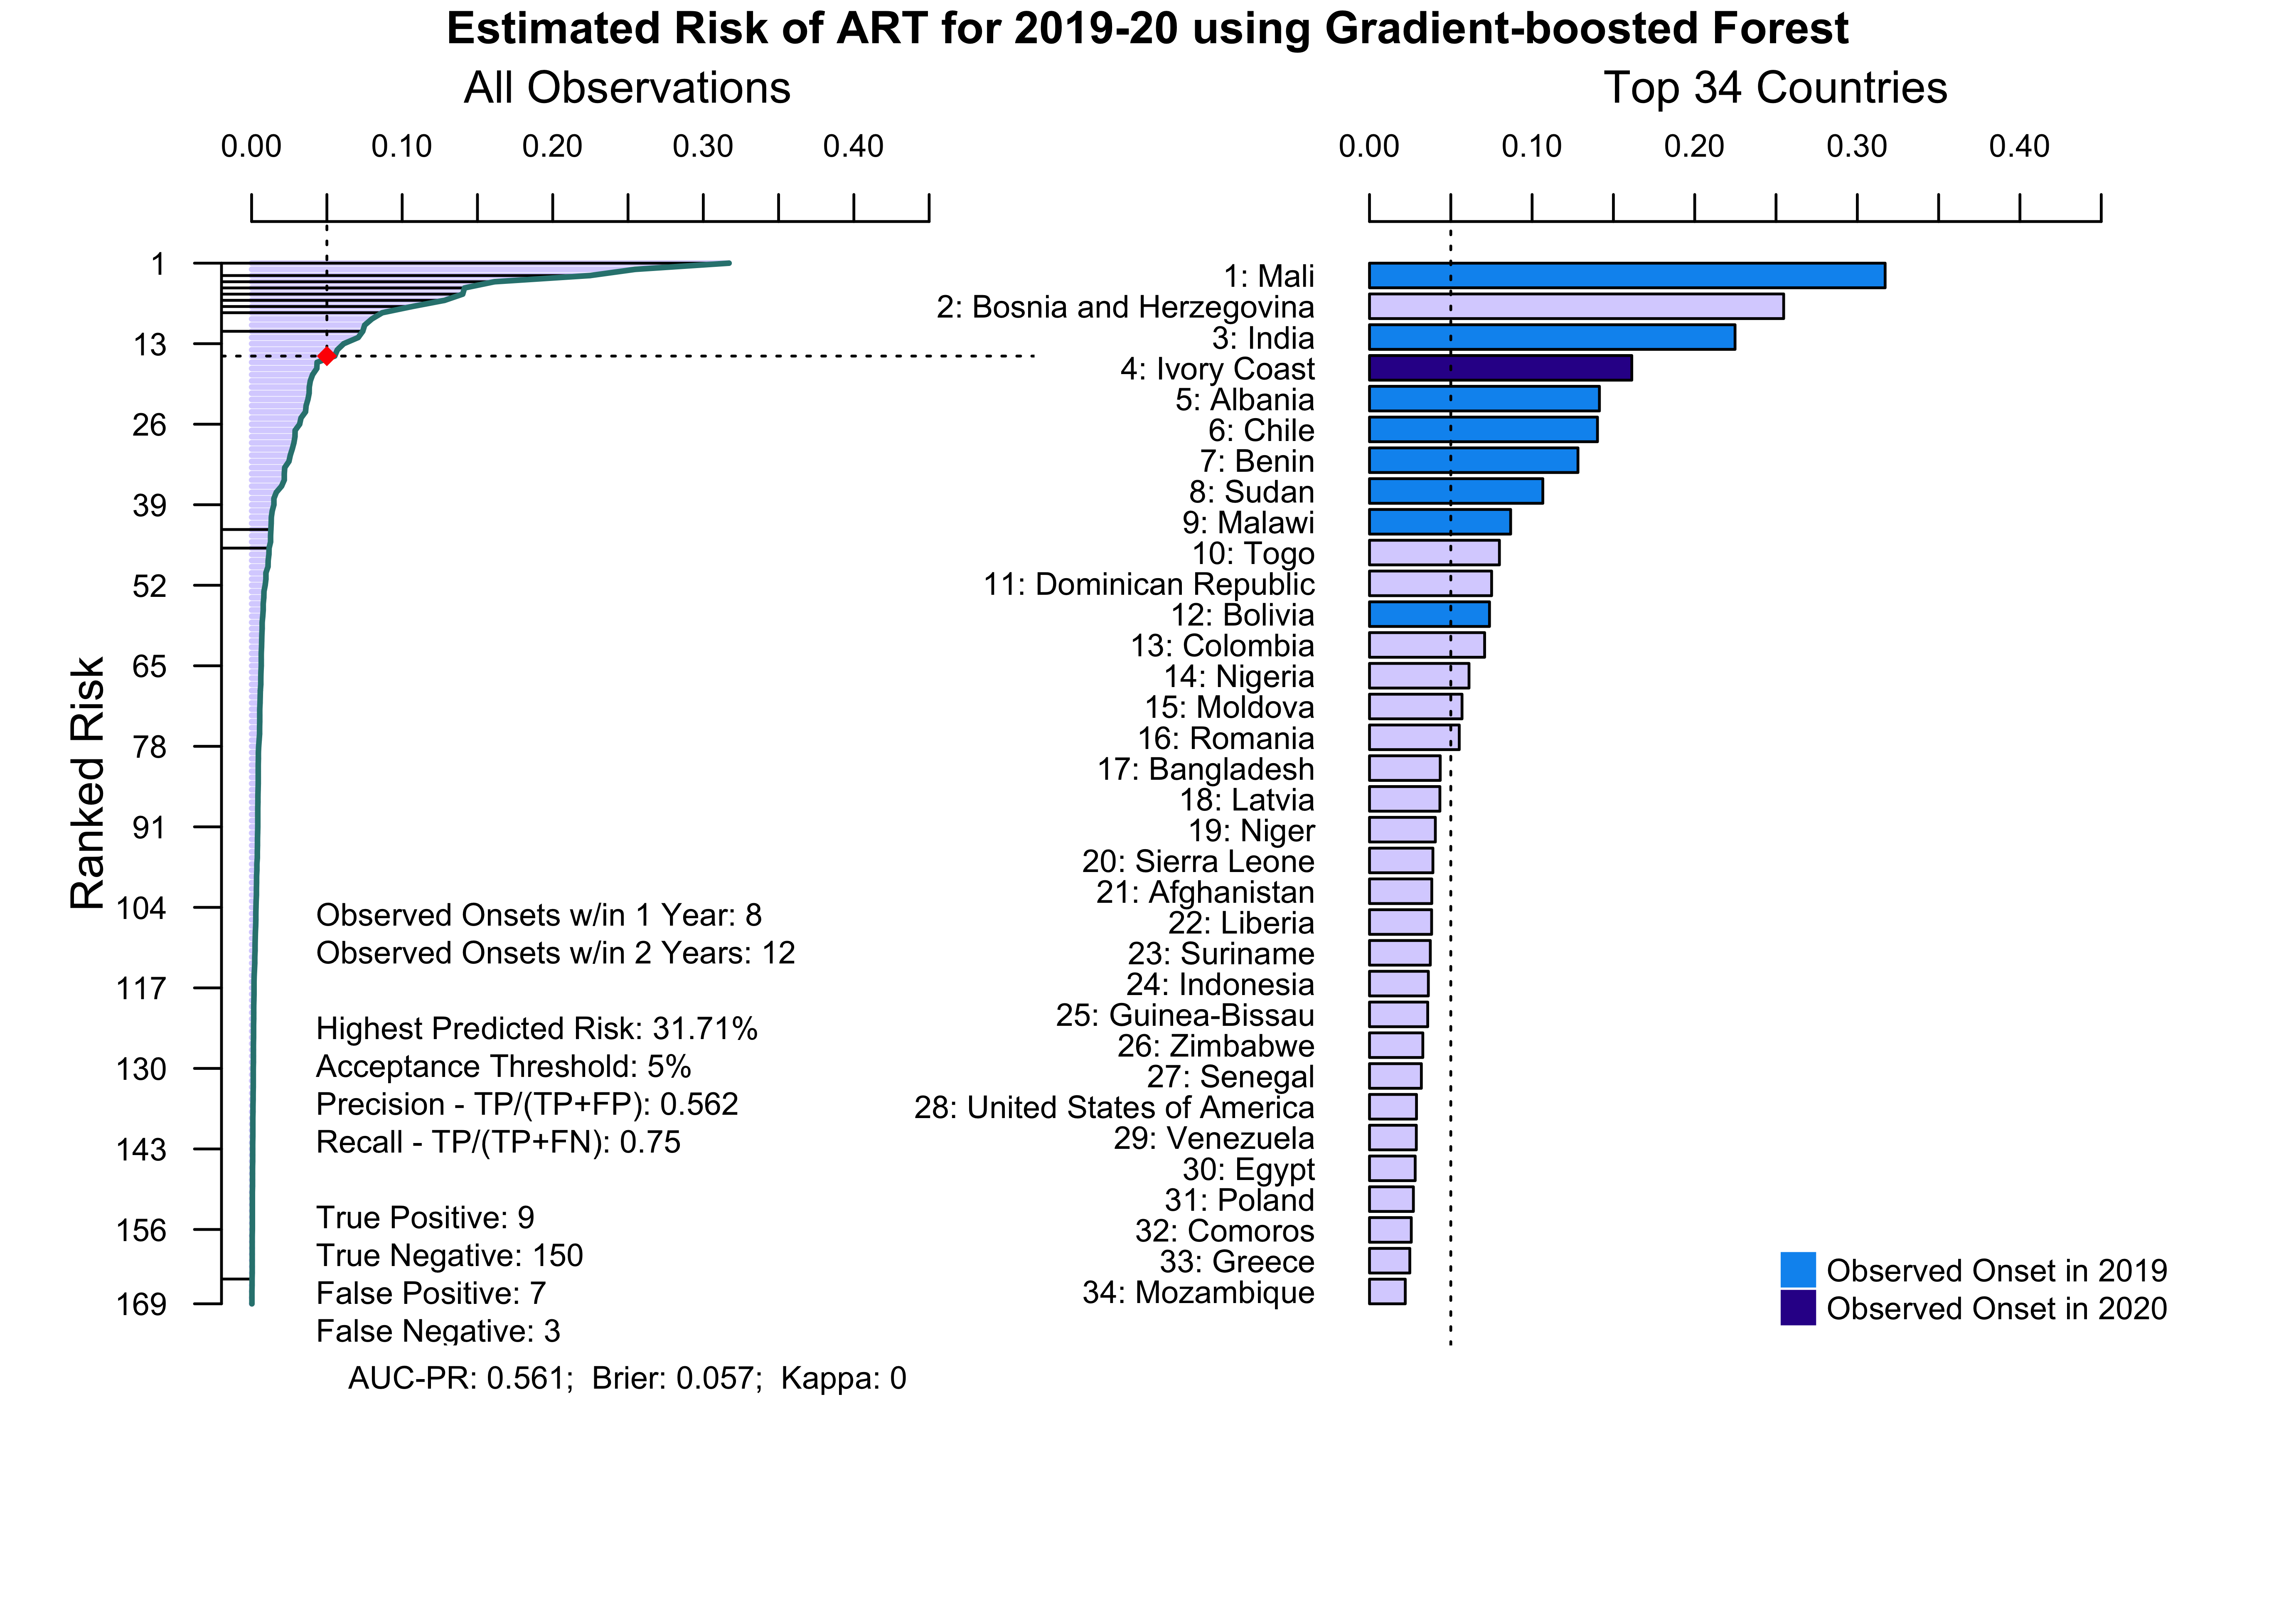 Estimated Risk of ART for 2019-20 using Gradient-boosted Forest
All Observations
0.00 0.10 0.20 0.30 0.40
Ranked Risk
1
13
26
39
52
65
78
91
104
117
130
143
156
169
Observed Onsets w/in 1 Year: 8
Observed Onsets w/in 2 Years: 12
Highest Predicted Risk: 31.71%
Acceptance Threshold: 5%
Precision - TP/(TP+FP): 0.562
Recall - TP/(TP+FN): 0.75
True Positive: 9
True Negative: 150
False Positive: 7
False Negative: 3
AUC-PR: 0.561; Brier: 0.057; Kappa: 0
Top 34 Countries
0.00 0.10 0.20 0.30 0.40
1: Mali
2: Bosnia and Herzegovina
3: India
4: Ivory Coast
5: Albania
6: Chile
7: Benin
8: Sudan
9: Malawi
10: Togo
11: Dominican Republic
12: Bolivia
13: Colombia
14: Nigeria
15: Moldova
16: Romania
17: Bangladesh
18: Latvia
19: Niger
20: Sierra Leone
21: Afghanistan
22: Liberia
23: Suriname
24: Indonesia
25: Guinea-Bissau
26: Zimbabwe
27: Senegal
28: United States of America
29: Venezuela
30: Egypt
31: Poland
32: Comoros
33: Greece
34: Mozambique
Observed Onset in 2019
Observed Onset in 2020